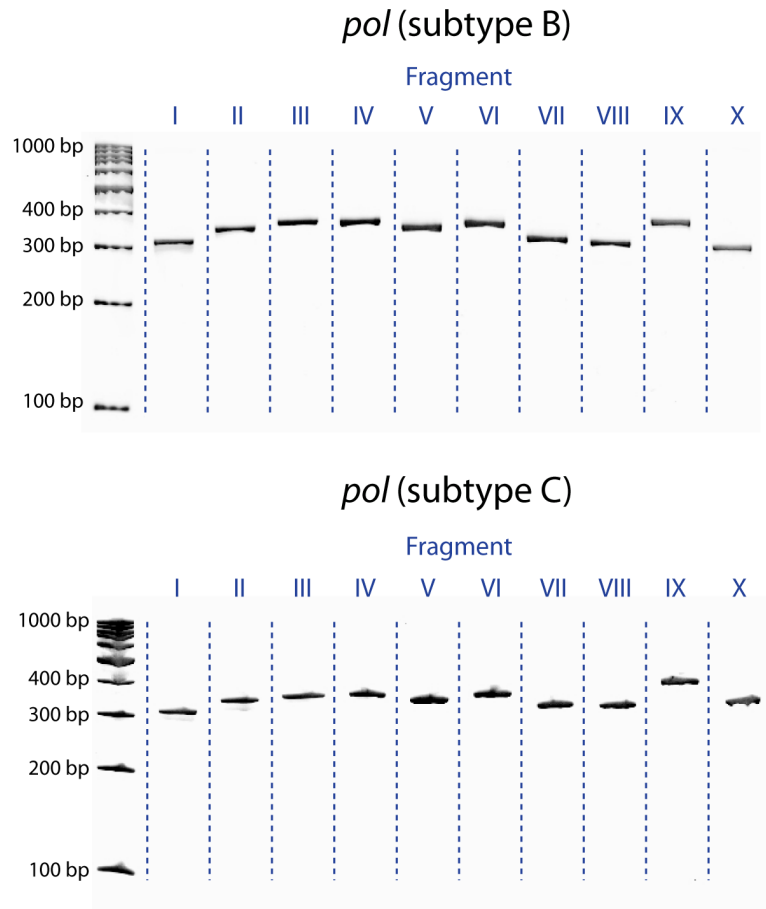 pol (subtype B)
Fragment
I II III IV V VI VII VIII IX X
1000 bp
400 bp
300 bp
200 bp
100 bp
pol (subtype C)
Fragment
I II III IV V VI VII VIII IX X
1000 bp
400 bp
300 bp
200 bp
100 bp